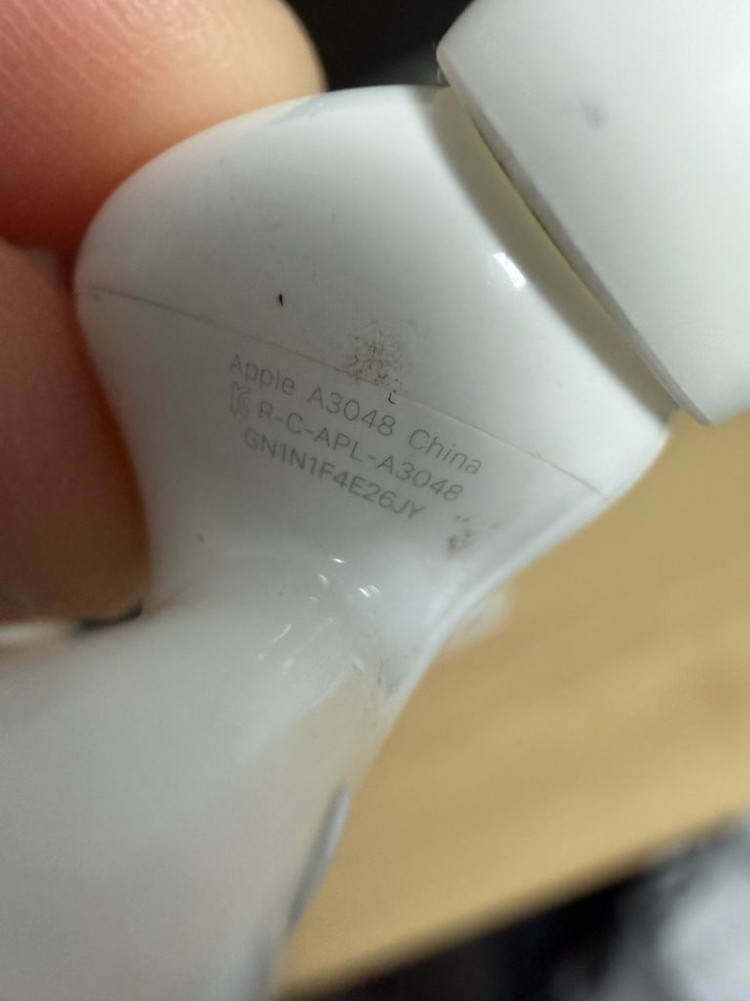 Apple A3048 China
R-C-APL-A3048
GN1N1F4E26JY